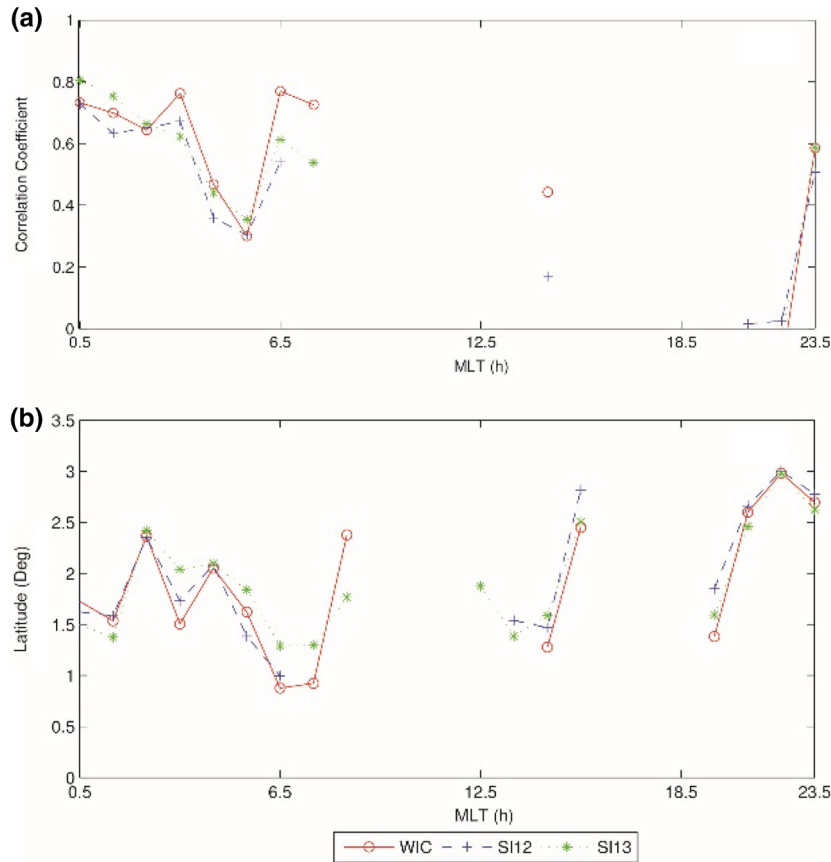 (a)
1
0.8
0.6
0.4
0.2
0
Correlation Coefficient
0.5 6.5 12.5 18.5 23.5
MLT (h)
(b)
3.5
3
2.5
2
1.5
1
0.5
0
Latitude (Deg)
0.5 6.5 12.5 18.5 23.5
MLT (h)
WIC SI12 SI13